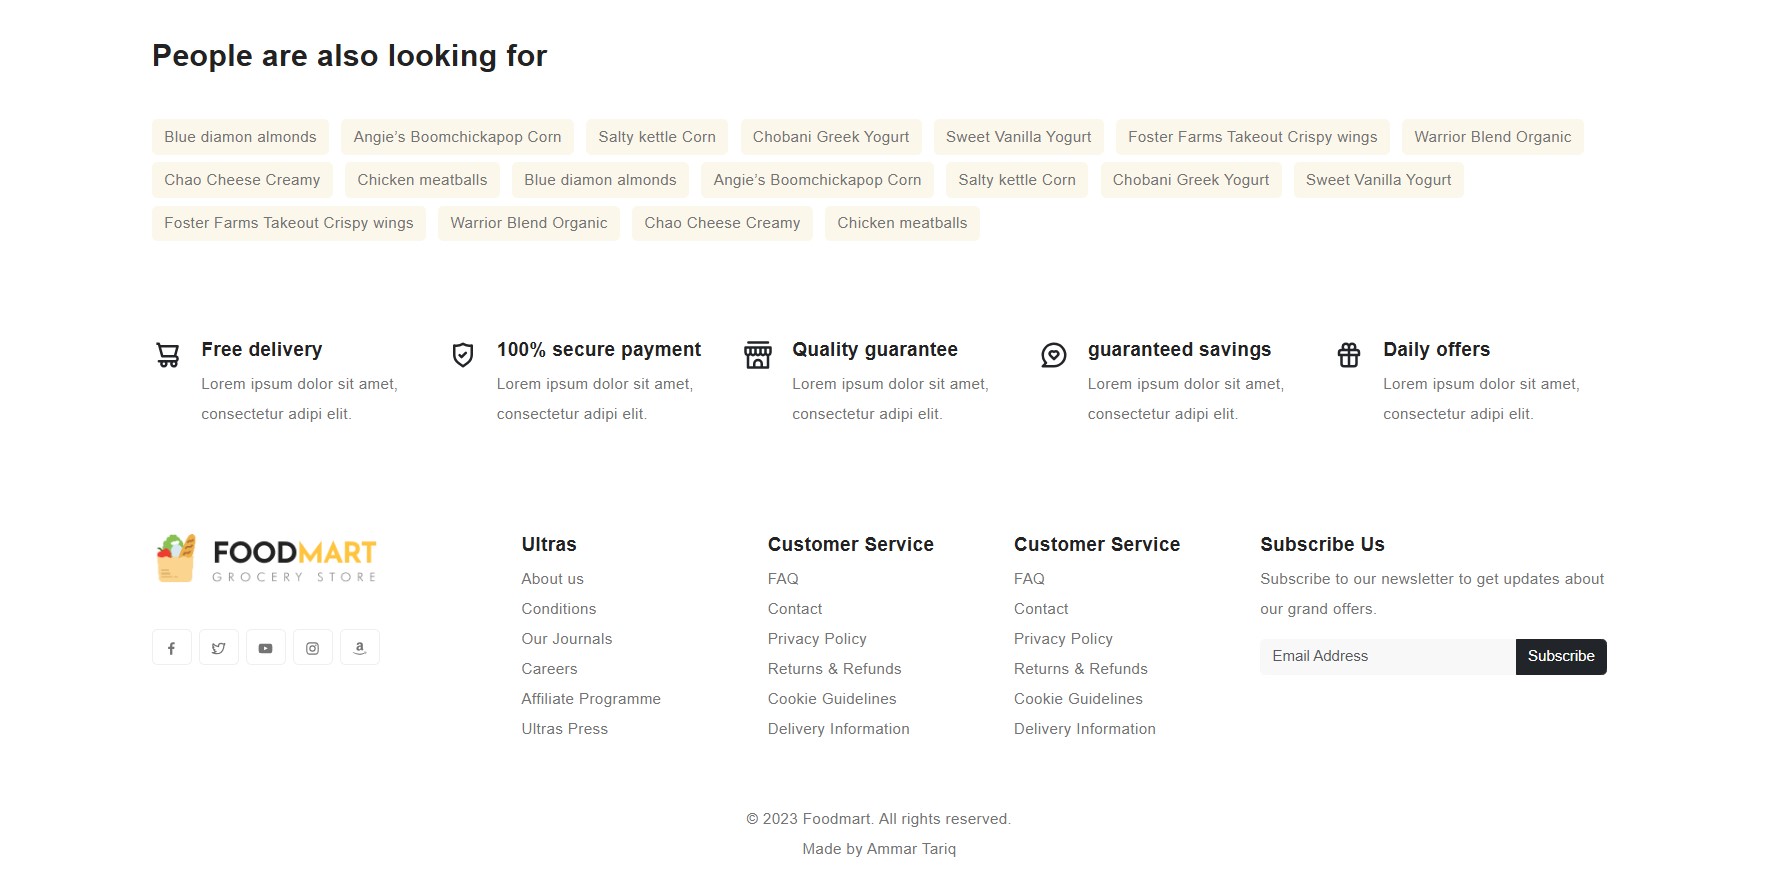 People are also looking for
Blue diamon almonds Angie's Boomchickapop Corn Salty kettle Corn Chobani Greek Yogurt Sweet Vanilla Yogurt Foster Farms Takeout Crispy wings Warrior Blend Organic
Chao Cheese Creamy Chicken meatballs Blue diamon almonds Angie's Boomchickapop Corn Salty kettle Corn Chobani Greek Yogurt Sweet Vanilla Yogurt
Foster Farms Takeout Crispy wings Warrior Blend Organic Chao Cheese Creamy Chicken meatballs
Free delivery
Lorem ipsum dolor sit amet,
consectetur adipi elit.
100% secure payment
Lorem ipsum dolor sit amet,
consectetur adipi elit.
Quality guarantee
Lorem ipsum dolor sit amet,
consectetur adipi elit.
guaranteed savings
Lorem ipsum dolor sit amet,
consectetur adipi elit.
Daily offers
Lorem ipsum dolor sit amet,
consectetur adipi elit.
FOODMART
GROCERY STORE
Ultras
About us
Conditions
Our Journals
Careers
Affiliate Programme
Ultras Press
Customer Service
FAQ
Contact
Privacy Policy
Returns & Refunds
Cookie Guidelines
Delivery Information
Customer Service
FAQ
Contact
Privacy Policy
Returns & Refunds
Cookie Guidelines
Delivery Information
Subscribe Us
Subscribe to our newsletter to get updates about
our grand offers.
Email Address Subscribe
© 2023 Foodmart. All rights reserved.
Made by Ammar Tariq